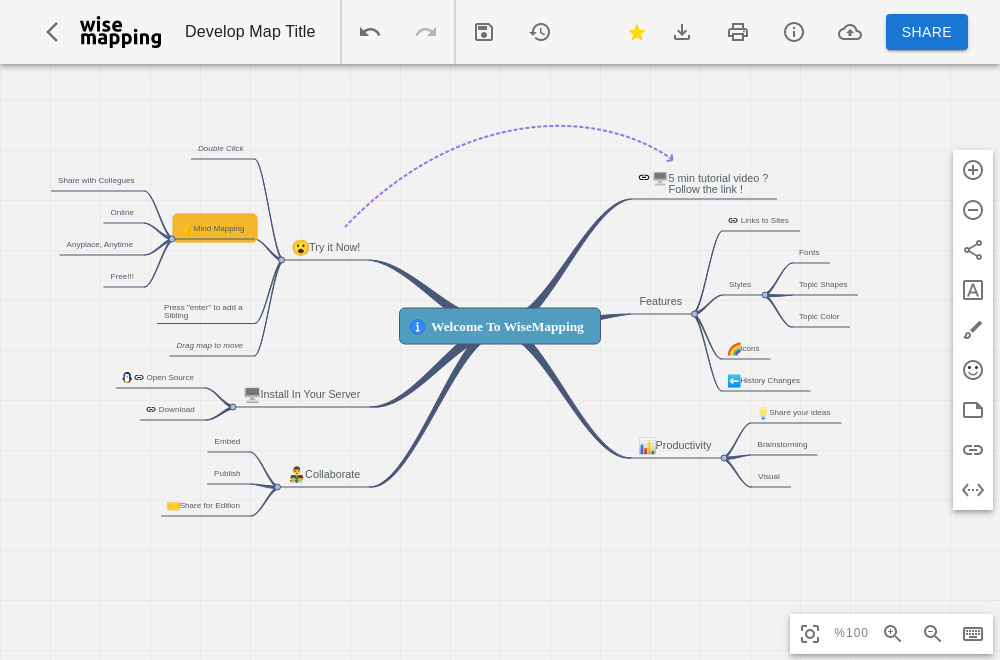 wise
mapping
Develop Map Title
SHARE
Double Click
Share with Collegues
Online
Mind Mapping
Anyplace, Anytime
Free!!!
Try it Now!
Press "enter" to add a
Sibling
Drag map to move
Open Source
Download
Install In Your Server
Embed
Publish
Share for Edition
Collaborate
Welcome To WiseMapping
5 min tutorial video ?
Follow the link !
Links to Sites
Features
Styles
Fonts
Topic Shapes
Topic Color
Icons
History Changes
Productivity
Share your ideas
Brainstorming
Visual
%100